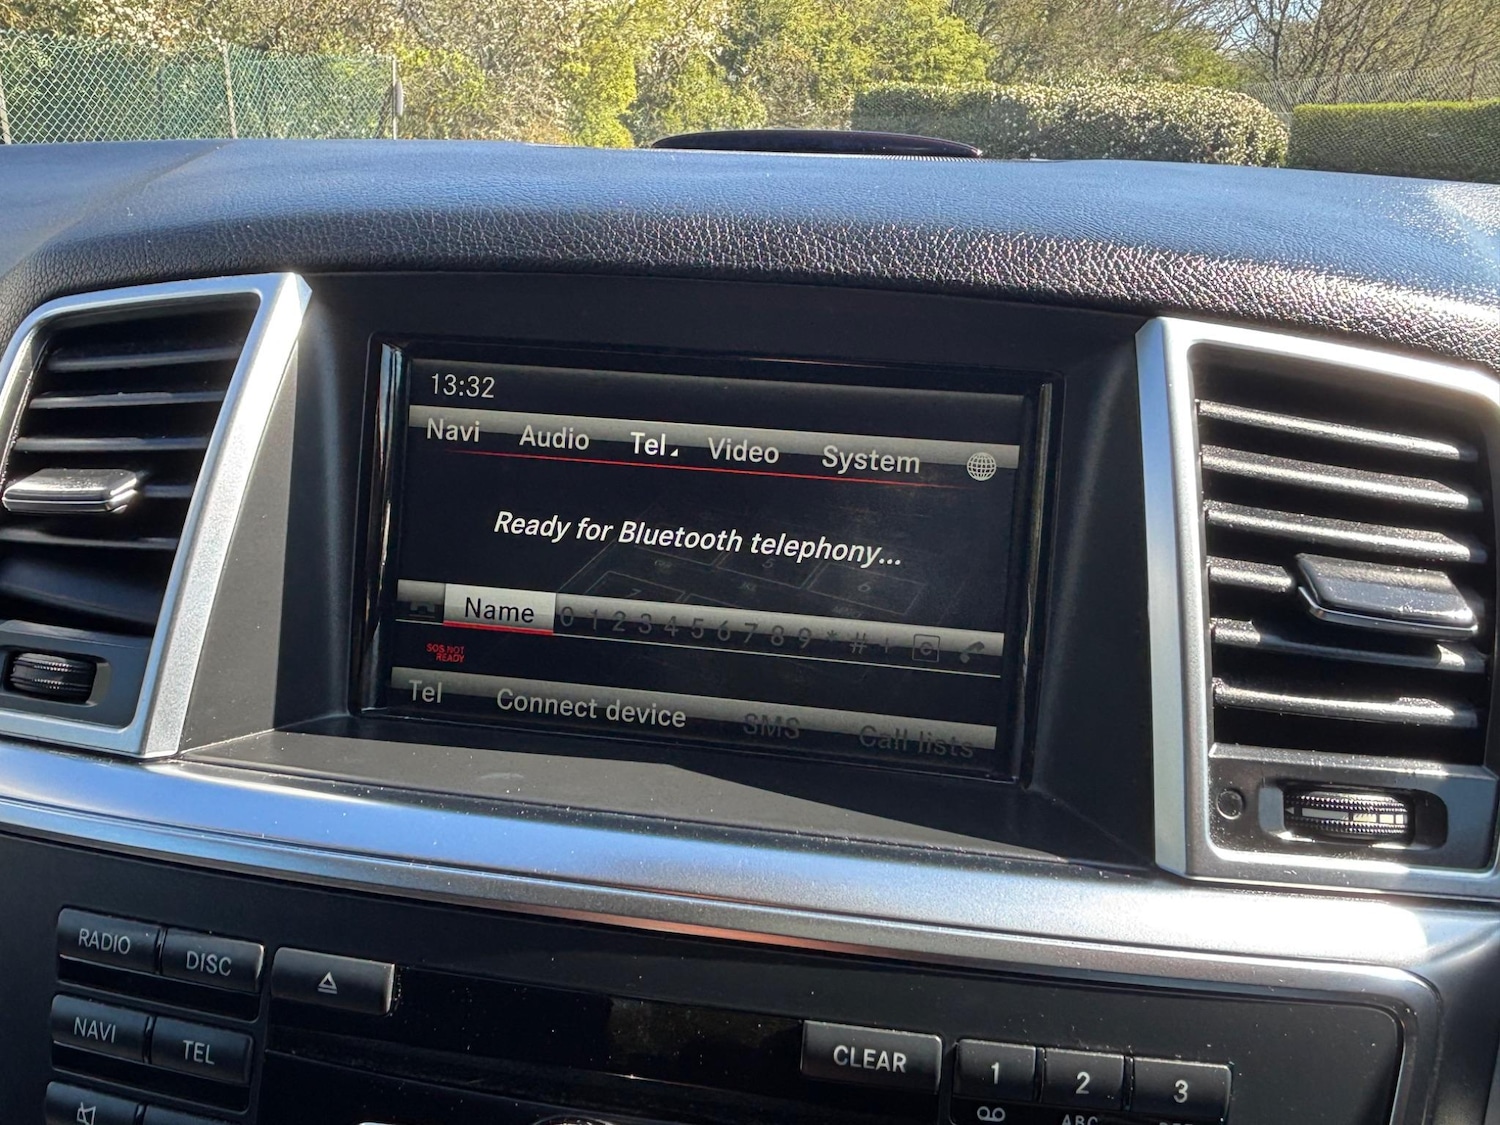 13:32
Navi Audio Tel Video System
Ready for Bluetooth telephony...
Name 0 1 2 3 4 5 6 7 8 9 * # + C
SOS NOT
READY
Tel Connect device SMS Call lists
RADIO DISC
NAVI TEL
CLEAR 1 2 3
ABC